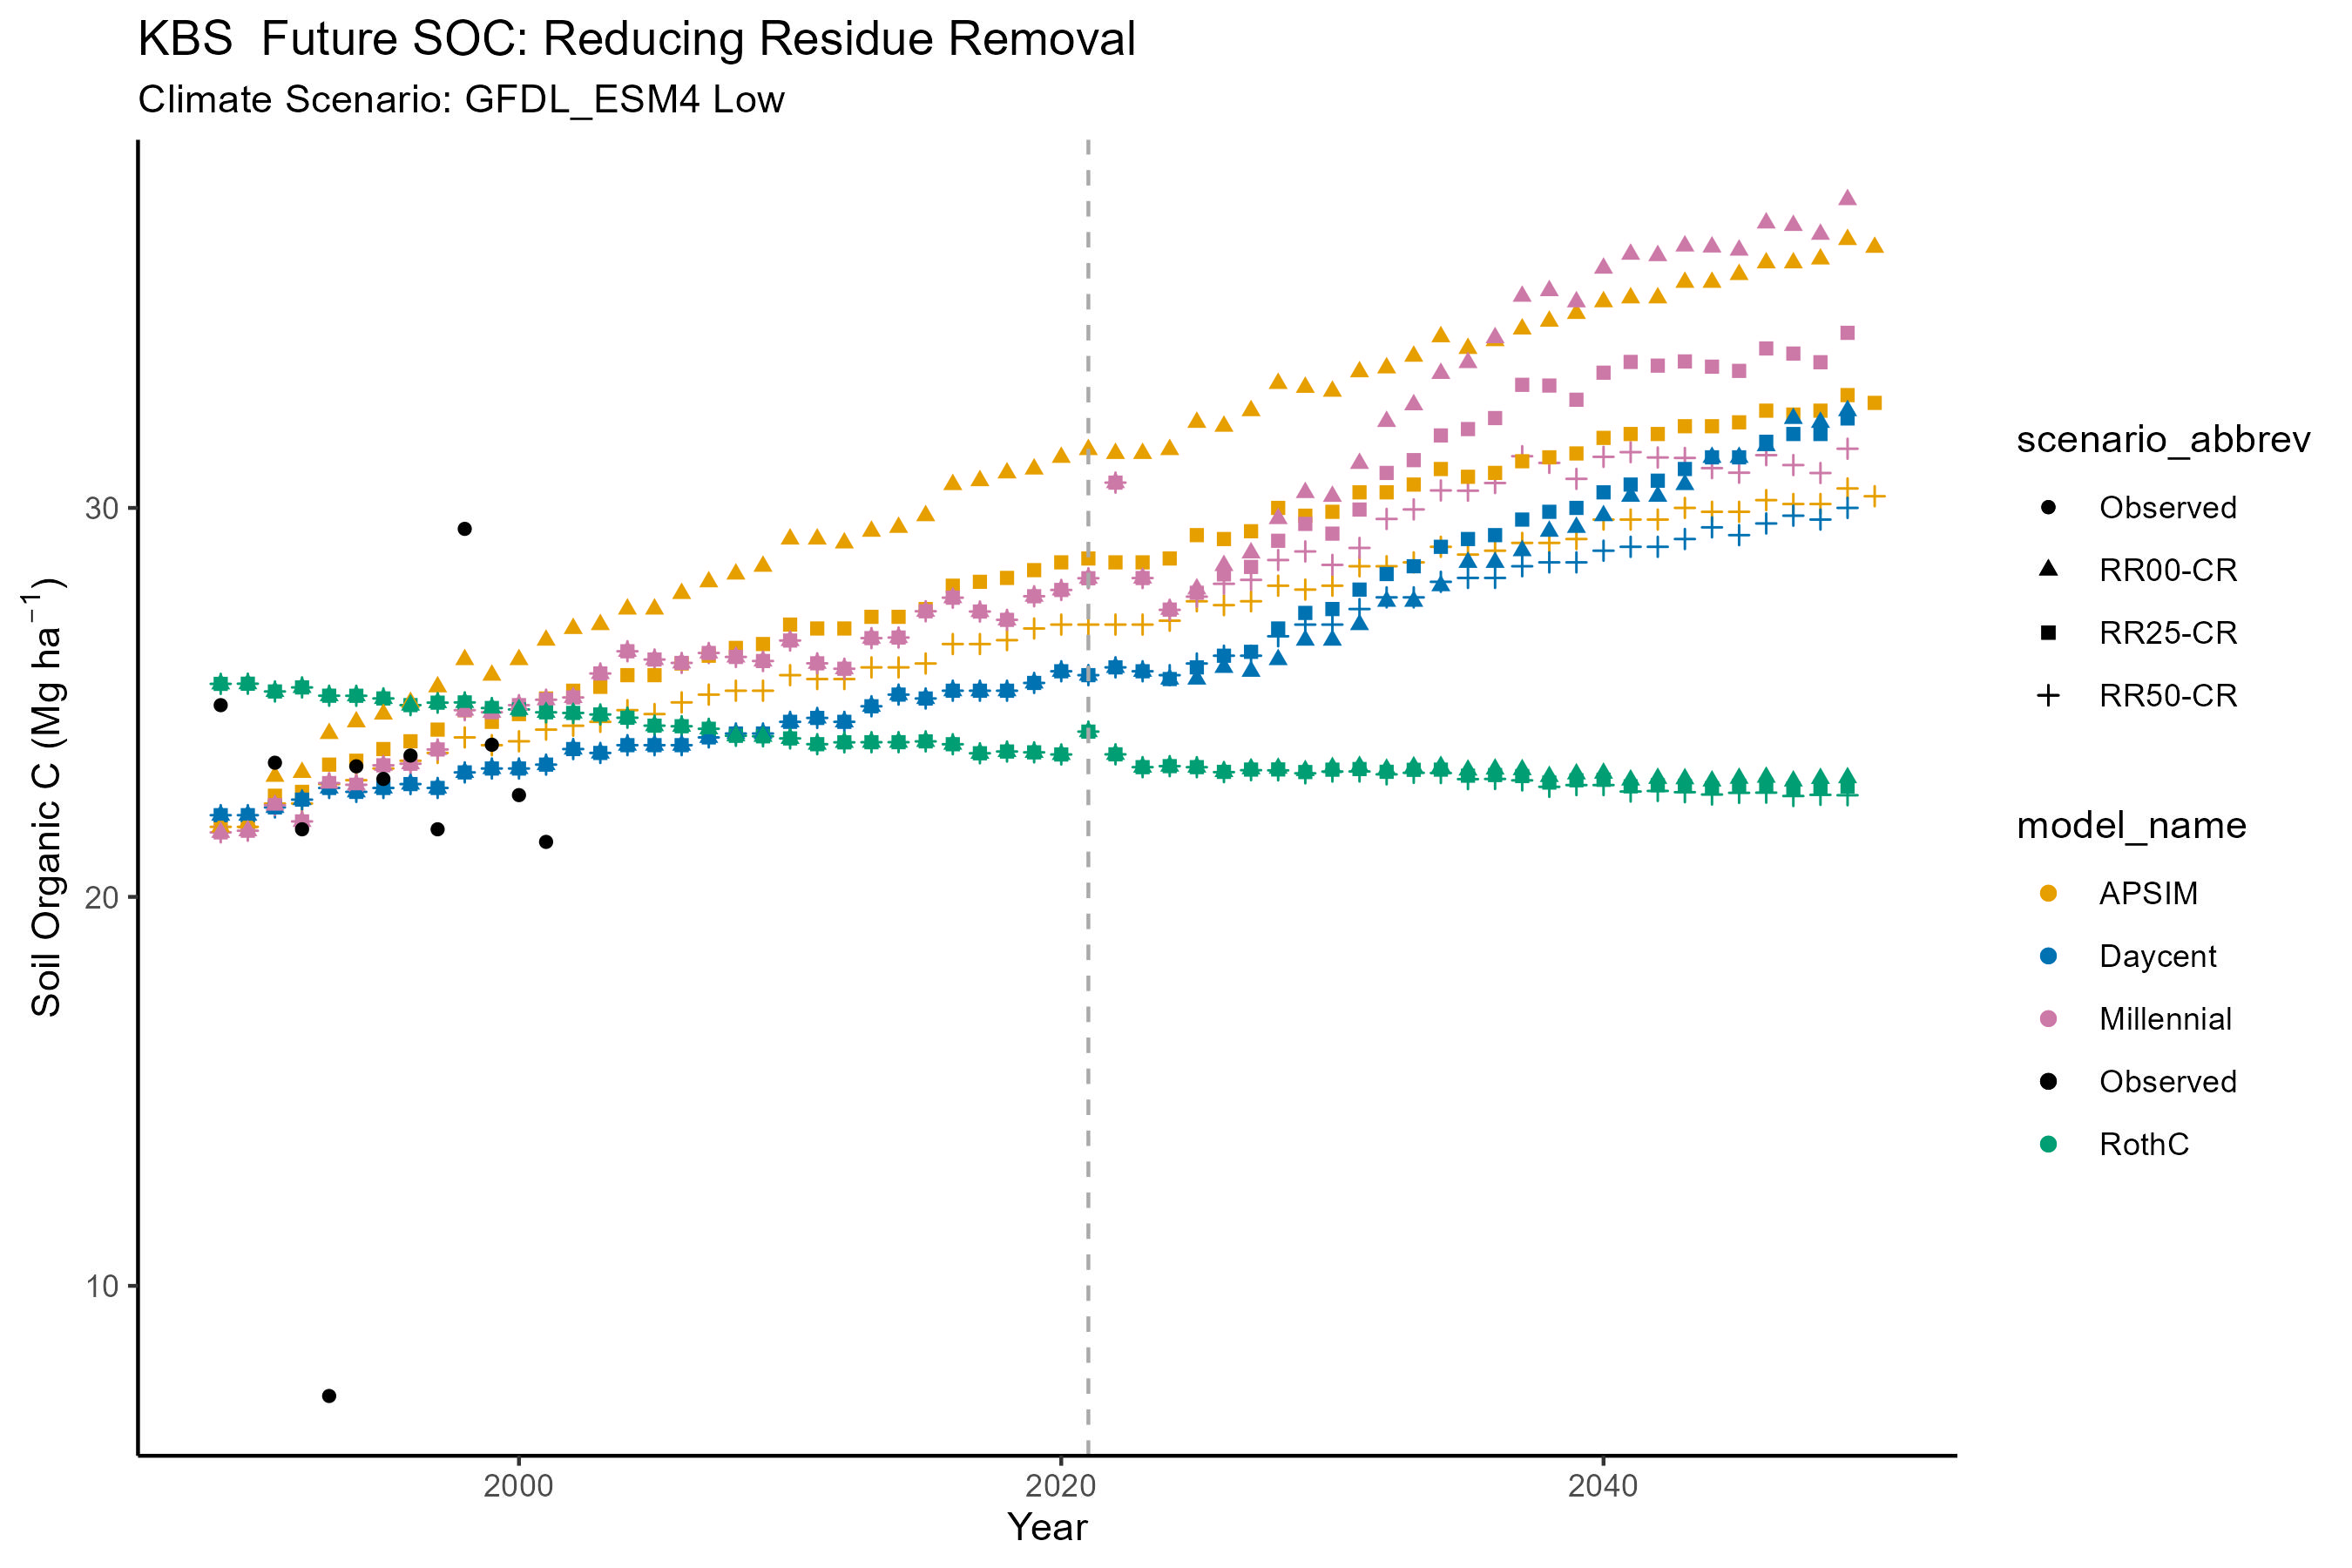 KBS  Future SOC: Reducing Residue Removal
Climate Scenario: GFDL_ESM4 Low
Soil Organic C (Mg ha⁻¹)
30
20
10
2000
2020
2040
Year
scenario_abbrev
Observed
RR00-CR
RR25-CR
RR50-CR
model_name
APSIM
Daycent
Millennial
Observed
RothC